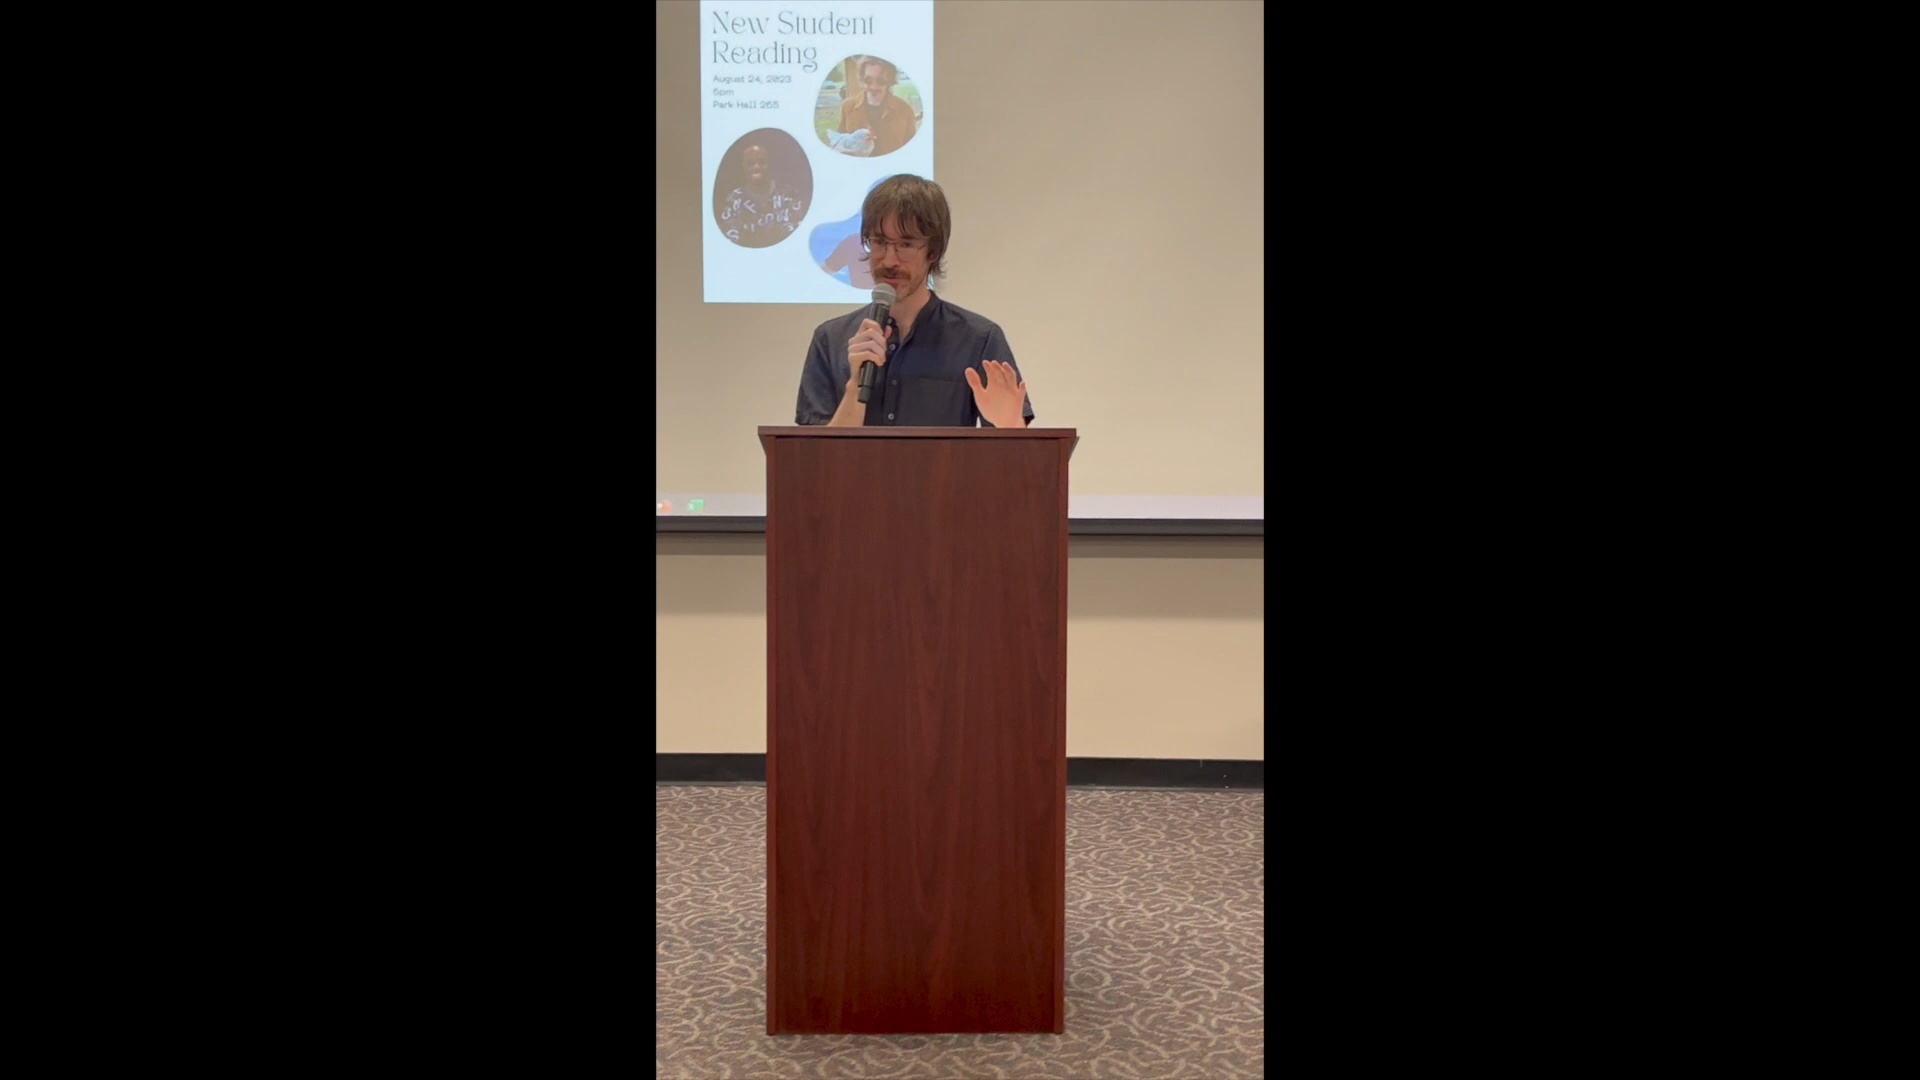 New Student
Reading
August 24, 2023
6pm
Park Hall 265